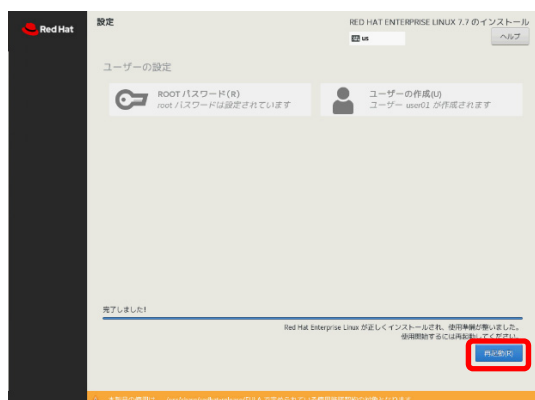 Red Hat
設定
RED HAT ENTERPRISE LINUX 7.7 のインストール
us
ヘルプ
ユーザーの設定
ROOT パスワード(R)
root パスワードは設定されています
ユーザーの作成(U)
ユーザー user01 が作成されます
完了しました!
Red Hat Enterprise Linux が正しくインストールされ、使用準備が整いました。
使用開始するには再起動してください。
再起動(R)